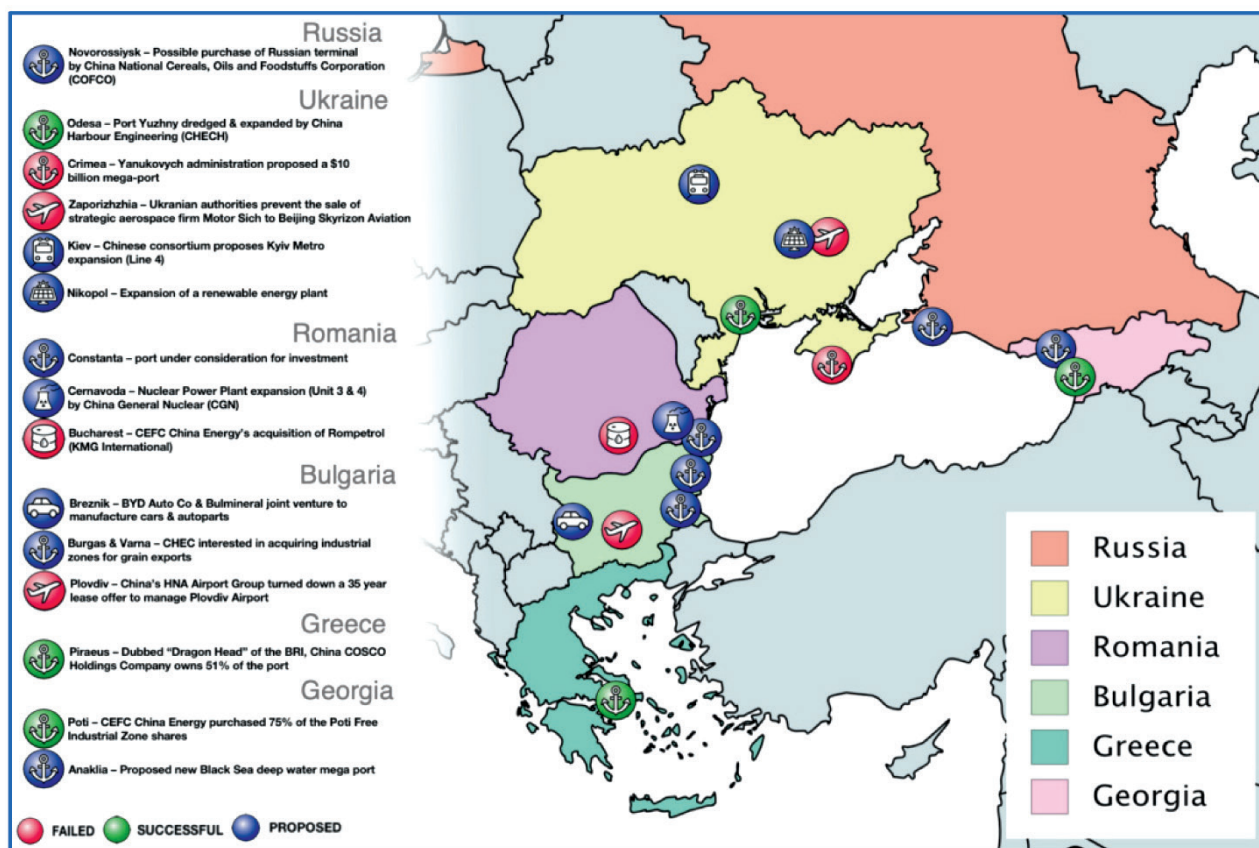 Russia
Novorossiysk – Possible purchase of Russian terminal
by China National Cereals, Oils and Foodstuffs Corporation
(COFCO)
Ukraine
Odesa – Port Yuzhny dredged & expanded by China
Harbour Engineering (CHECH)
Crimea – Yanukovych administration proposed a $10
billion mega-port
Zaporizhzhia – Ukranian authorities prevent the sale of
strategic aerospace firm Motor Sich to Beijing Skyrizon Aviation
Kiev – Chinese consortium proposes Kyiv Metro
expansion (Line 4)
Nikopol – Expansion of a renewable energy plant
Romania
Constanta – port under consideration for investment
Cernavoda – Nuclear Power Plant expansion (Unit 3 & 4)
by China General Nuclear (CGN)
Bucharest – CEFC China Energy's acquisition of Rompetrol
(KMG International)
Bulgaria
Breznik – BYD Auto Co & Bulmineral joint venture to
manufacture cars & autoparts
Burgas & Varna – CHEC interested in acquiring industrial
zones for grain exports
Plovdiv – China's HNA Airport Group turned down a 35 year
lease offer to manage Plovdiv Airport
Greece
Piraeus – Dubbed "Dragon Head" of the BRI, China COSCO
Holdings Company owns 51% of the port
Georgia
Poti – CEFC China Energy purchased 75% of the Poti Free
Industrial Zone shares
Anaklia – Proposed new Black Sea deep water mega port
FAILED
SUCCESSFUL
PROPOSED
Russia
Ukraine
Romania
Bulgaria
Greece
Georgia